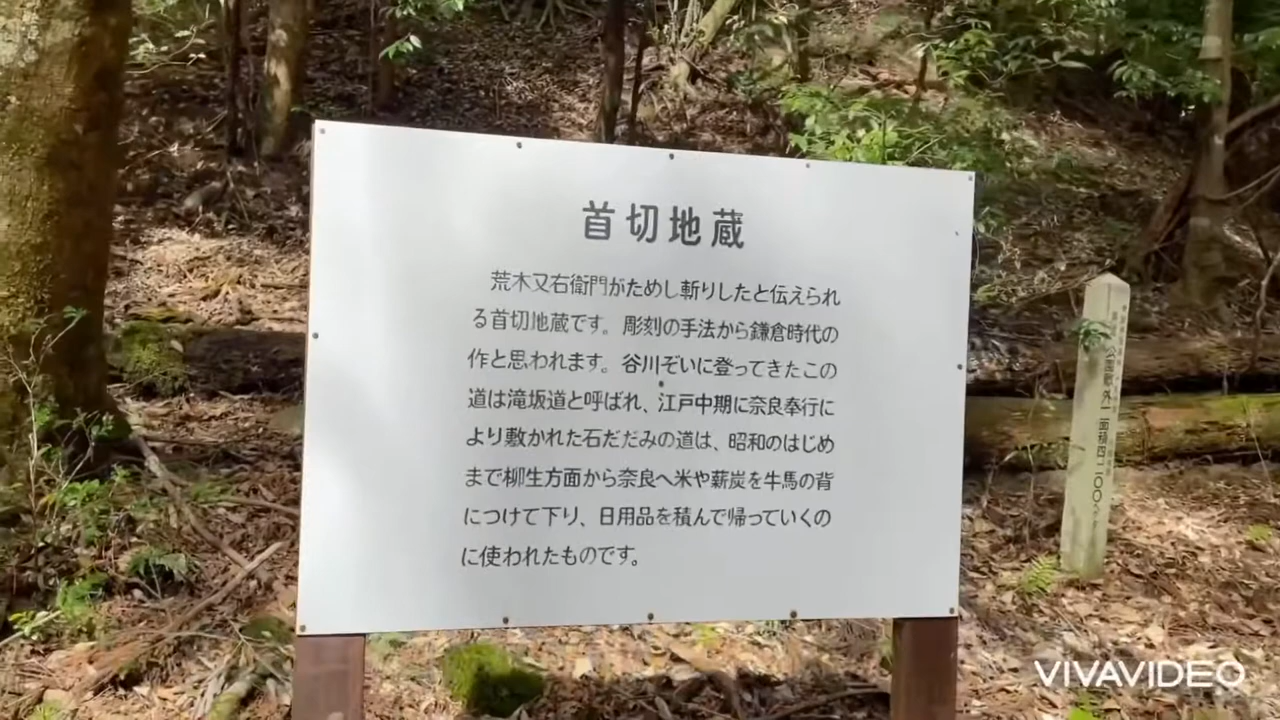 首切地蔵
荒木又右衛門がためし斬りしたと伝えられ
る首切地蔵です。彫刻の手法から鎌倉時代の
作と思われます。谷川ぞいに登ってきたこの
道は滝坂道と呼ばれ、江戸中期に奈良奉行に
より敷かれた石だたみの道は、昭和のはじめ
まで柳生方面から奈良へ米や薪炭を牛馬の背
につけて下り、日用品を積んで帰っていくの
に使われたものです。
面積四二〇〇
VIVAVIDEO